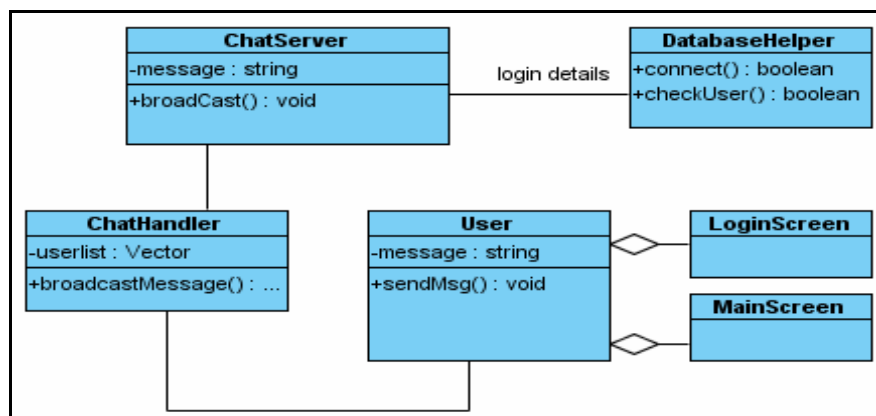 ChatServer
-message : string
+broadCast() : void
login details
DatabaseHelper
+connect() : boolean
+checkUser() : boolean
ChatHandler
-userlist : Vector
+broadcastMessage() : ...
User
-message : string
+sendMsg() : void
LoginScreen
MainScreen